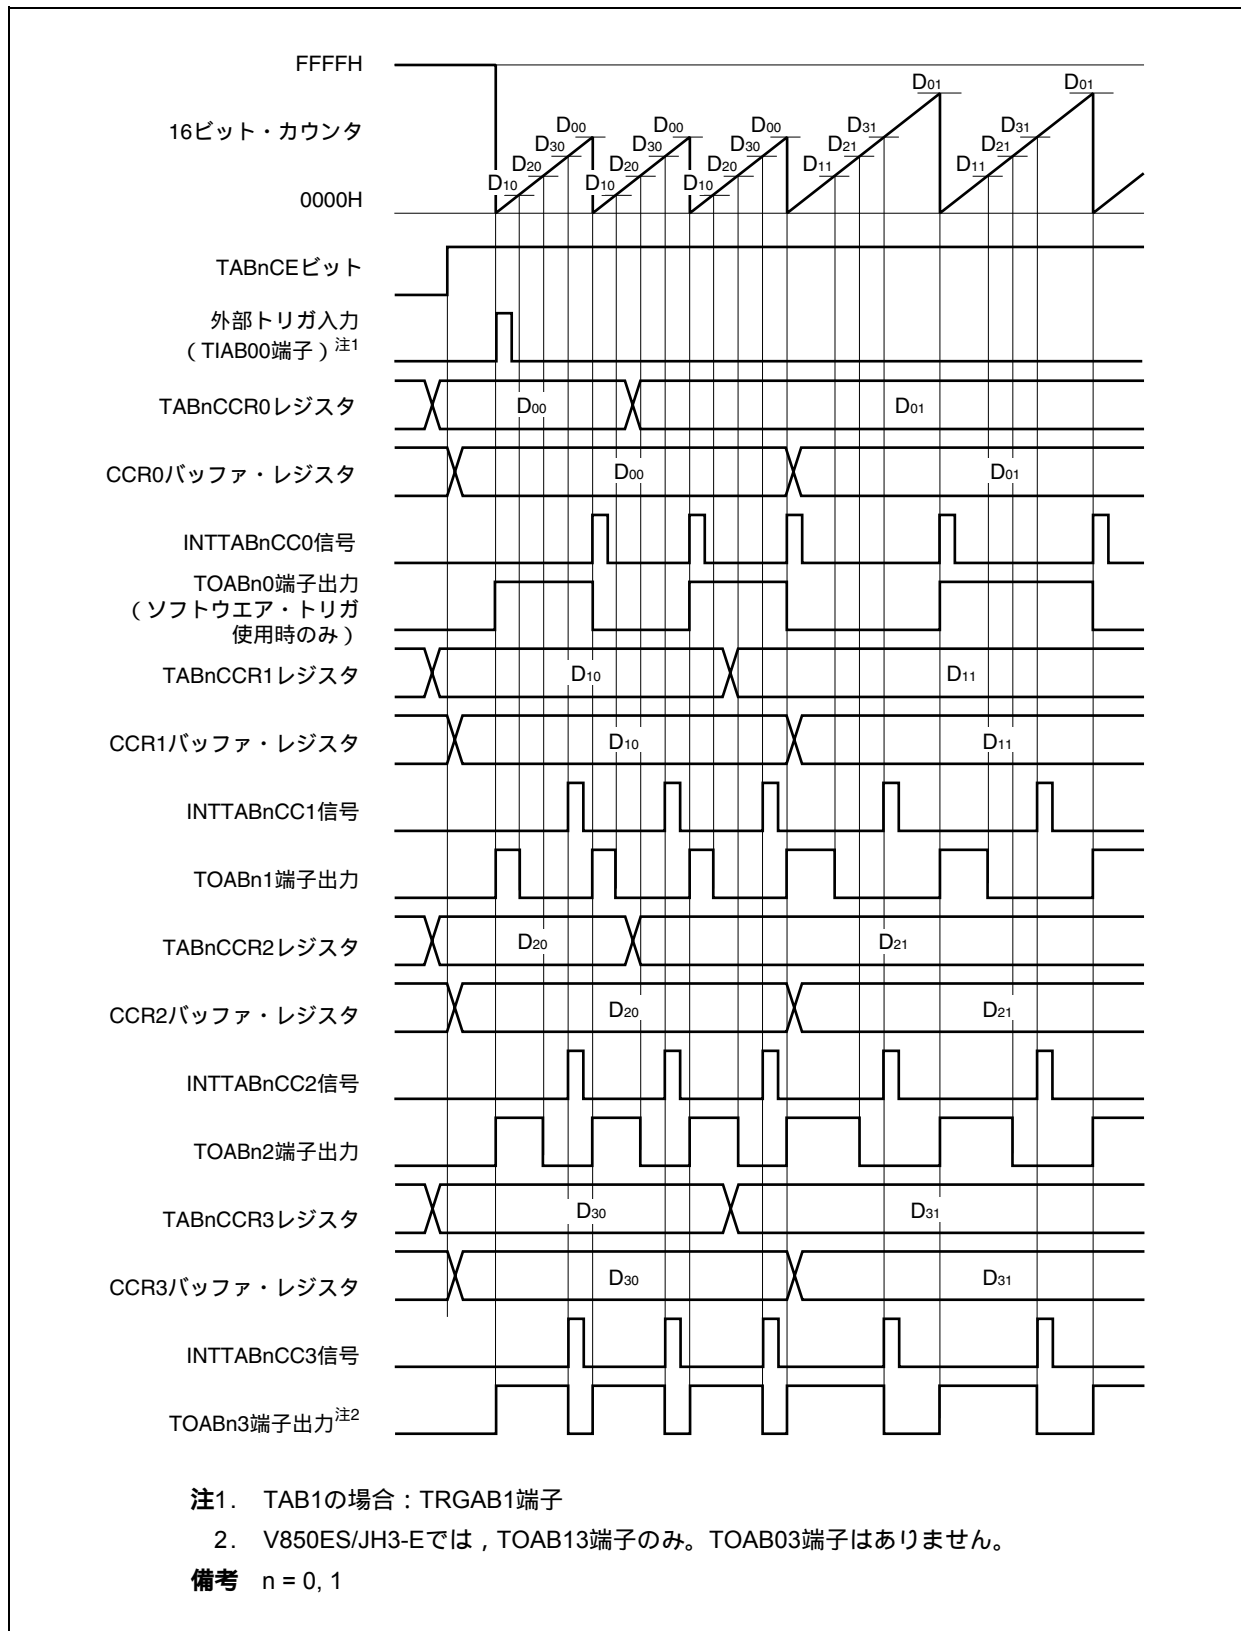 FFFFH
D01 D01
16ビット・カウンタ
D00 D00 D00 D31 D31
D30 D30 D30 D21 D21
D20 D20 D20 D11 D11
D10 D10 D10
0000H
TABnCEビット
外部トリガ入力
(TIAB00端子)注1
TABnCCR0レジスタ D00 D01
CCR0バッファ・レジスタ D00 D01
INTTABnCC0信号
TOABn0端子出力
(ソフトウエア・トリガ
使用時のみ)
TABnCCR1レジスタ D10 D11
CCR1バッファ・レジスタ D10 D11
INTTABnCC1信号
TOABn1端子出力
TABnCCR2レジスタ D20 D21
CCR2バッファ・レジスタ D20 D21
INTTABnCC2信号
TOABn2端子出力
TABnCCR3レジスタ D30 D31
CCR3バッファ・レジスタ D30 D31
INTTABnCC3信号
TOABn3端子出力注2
注1. TAB1の場合:TRGAB1端子
2. V850ES/JH3-Eでは,TOAB13端子のみ。TOAB03端子はありません。
備考 n = 0, 1